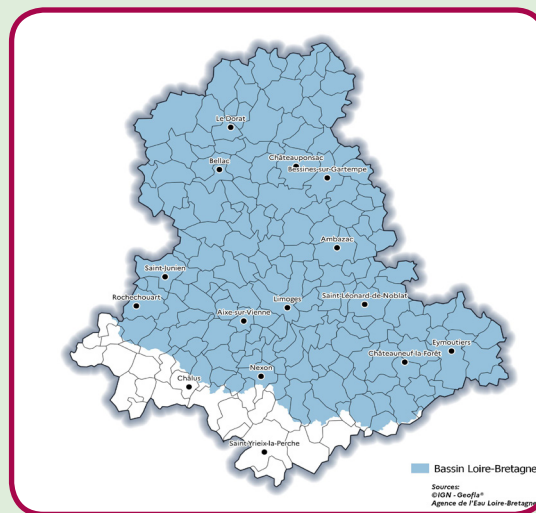 Le Dorat
Châteauponsac
Bellac
Bessines-sur-Gartempe
Ambazac
Saint-Junien
Rochechouart
Limoges
Saint-Léonard-de-Noblat
Aixe-sur-Vienne
Eymoutiers
Châteauneuf-la-Forêt
Nexon
Châlus
Saint-Yrieix-la-Perche
Bassin Loire-Bretagne
Sources:
©IGN - Geofla®
Agence de l'Eau Loire-Bretagne